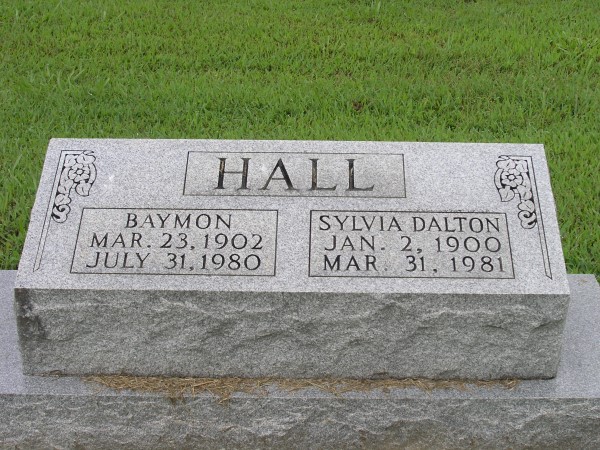 HALL
BAYMON
MAR. 23, 1902
JULY 31, 1980
SYLVIA DALTON
JAN. 2, 1900
MAR. 31, 1981